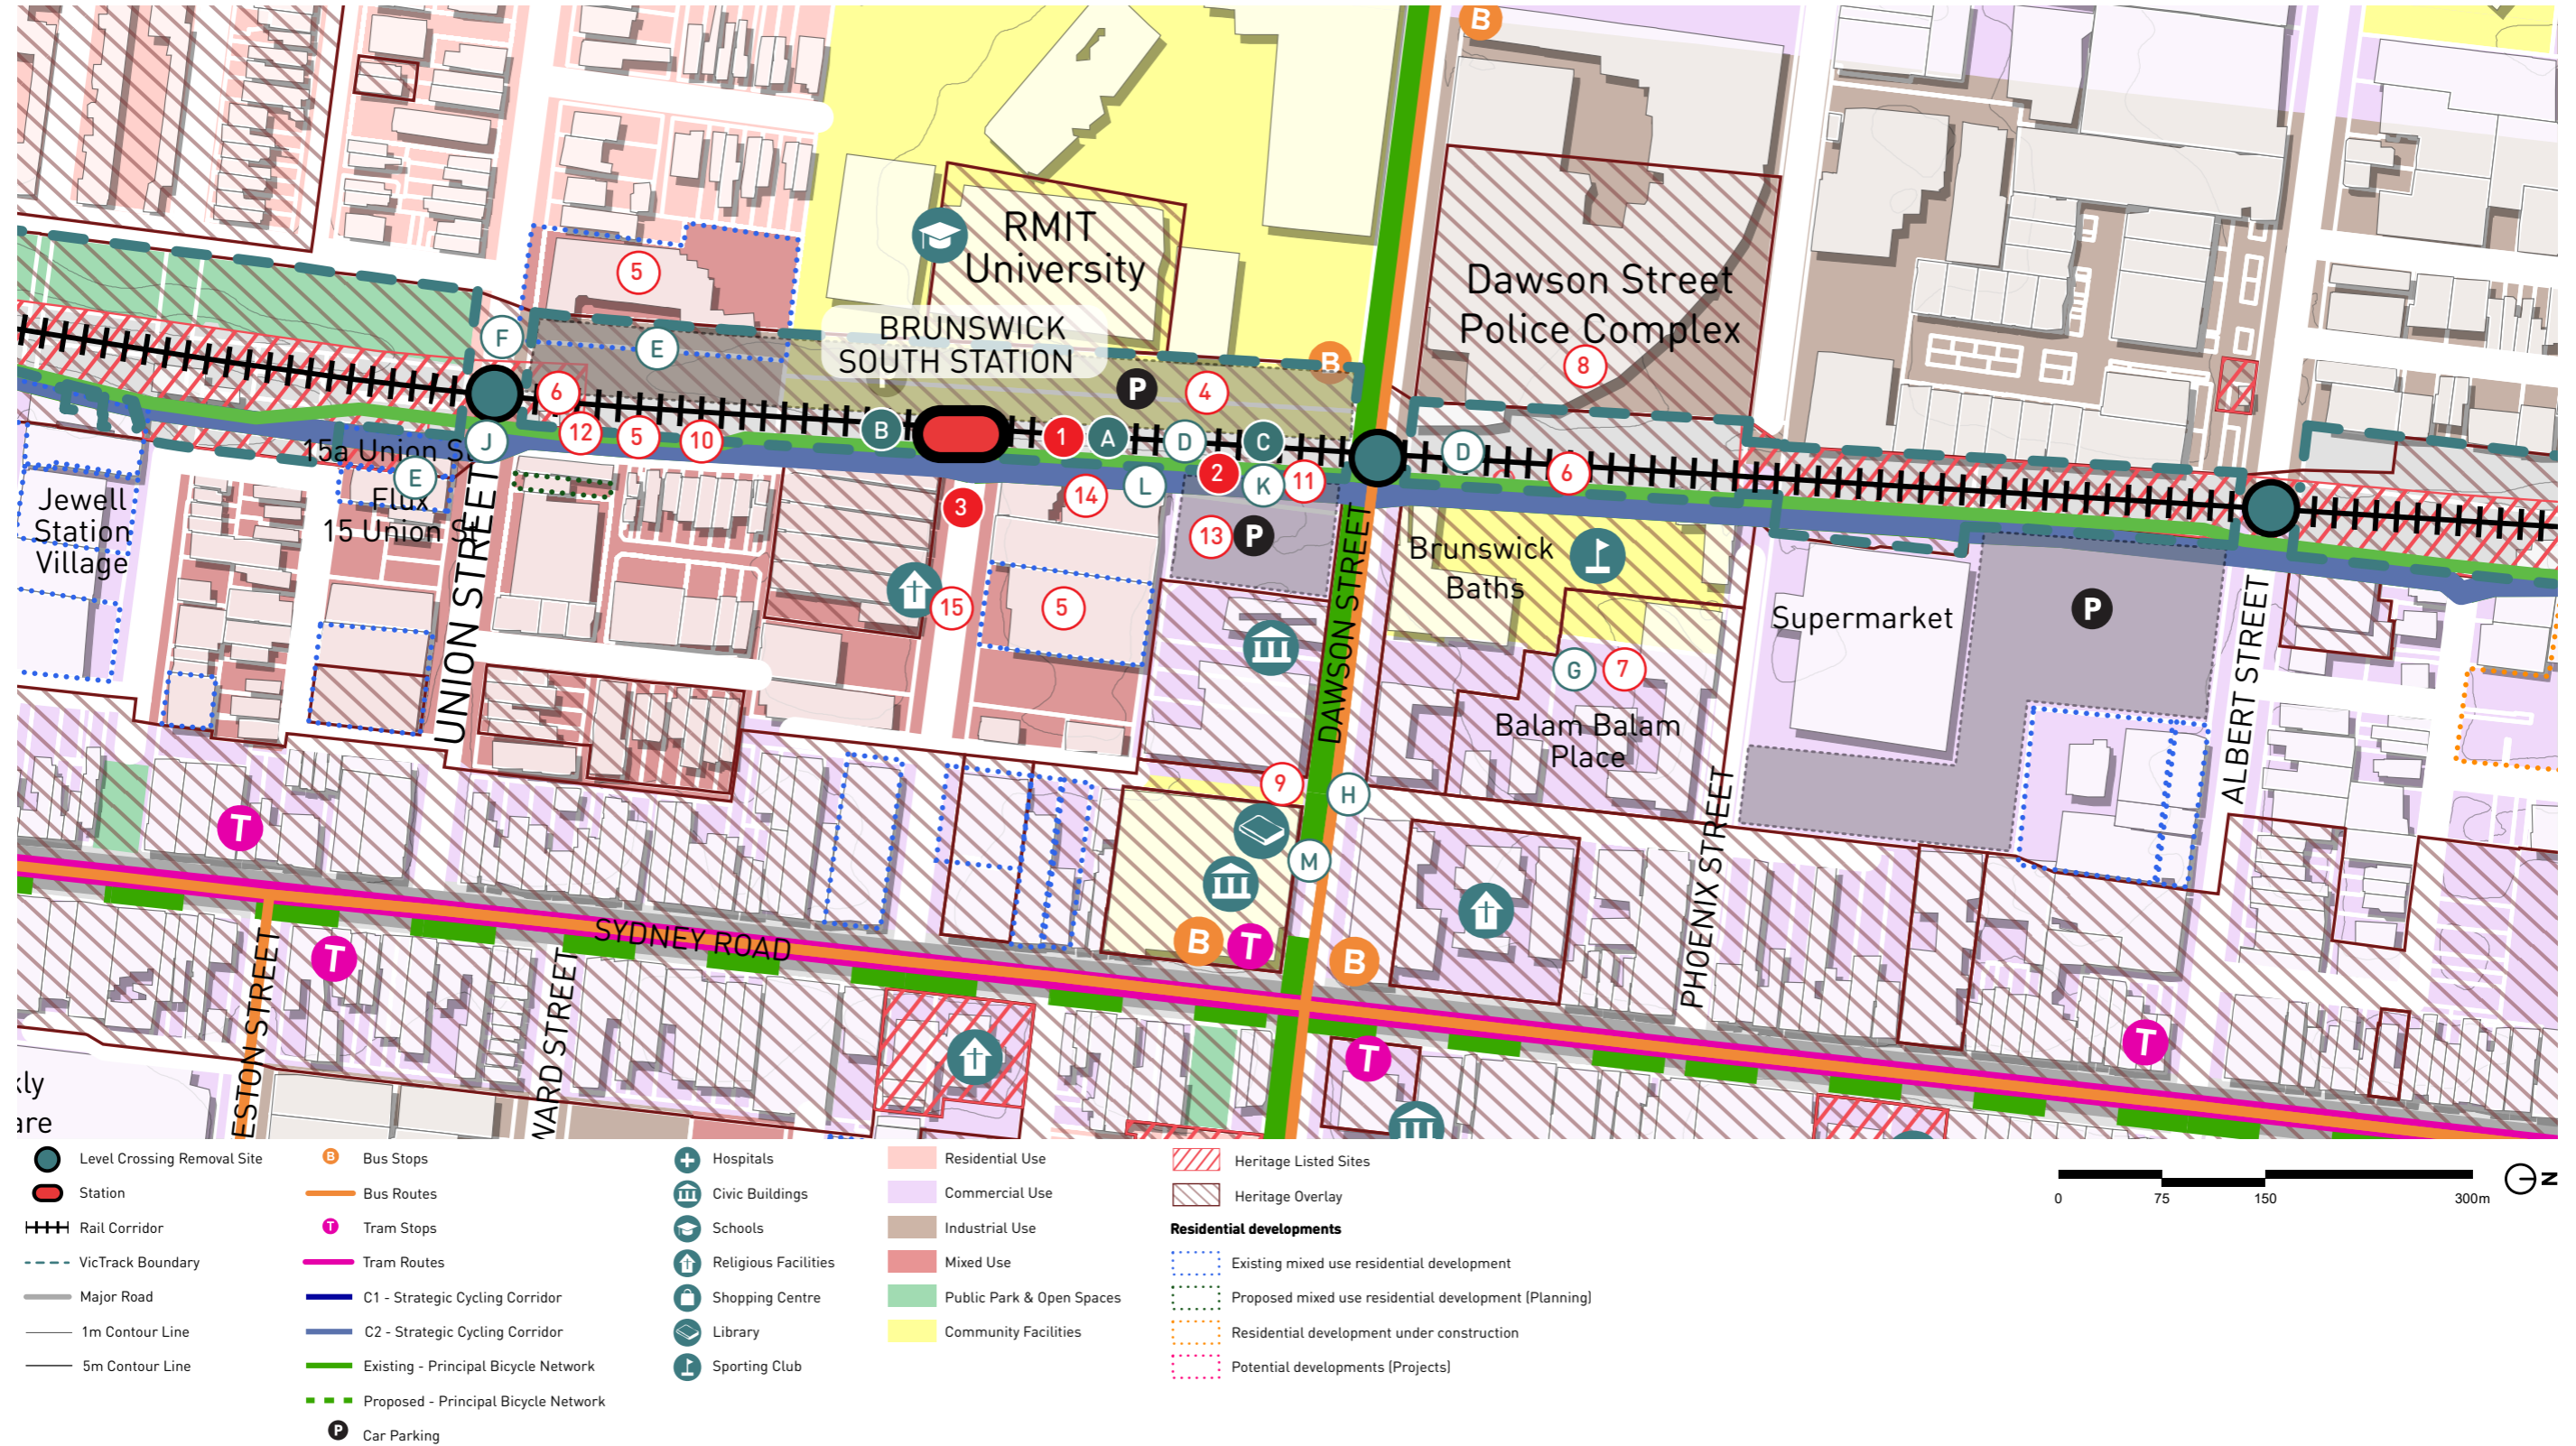 B
RMIT
University
5
Dawson Street
Police Complex
8
BRUNSWICK
SOUTH STATION
F
E
B
P
4
6
12
5
10
B
1
A
D
C
D
6
J
15a Union St
E
Flux
15 Union St
Jewell
Station
Village
UNION STREET
3
14
L
2
K
11
13
P
15
5
DAWSON STREET
Brunswick
Baths
G
7
Balam Balam
Place
Supermarket
P
ALBERT STREET
PHOENIX STREET
9
H
M
T
T
SYDNEY ROAD
B
T
B
T
T
ESTON STREET
WARD STREET
kly
are
Level Crossing Removal Site
Station
Rail Corridor
VicTrack Boundary
Major Road
1m Contour Line
5m Contour Line
B Bus Stops
Bus Routes
T Tram Stops
Tram Routes
C1 - Strategic Cycling Corridor
C2 - Strategic Cycling Corridor
Existing - Principal Bicycle Network
Proposed - Principal Bicycle Network
P Car Parking
Hospitals
Civic Buildings
Schools
Religious Facilities
Shopping Centre
Library
Sporting Club
Residential Use
Commercial Use
Industrial Use
Mixed Use
Public Park & Open Spaces
Community Facilities
Heritage Listed Sites
Heritage Overlay
Residential developments
Existing mixed use residential development
Proposed mixed use residential development (Planning)
Residential development under construction
Potential developments (Projects)
0 75 150 300m
N